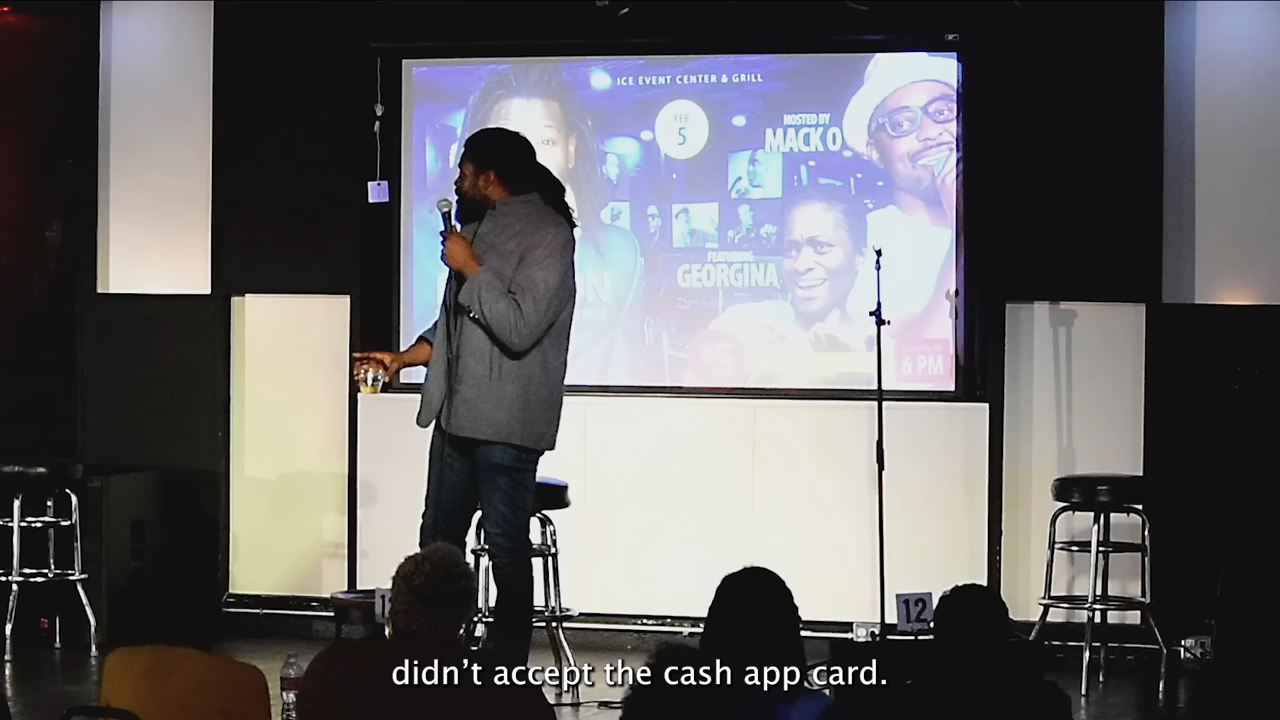 ICE EVENT CENTER & GRILL
FEB
5
HOSTED BY
MACK O
FEATURING
GEORGINA
6 PM
12
didn't accept the cash app card.